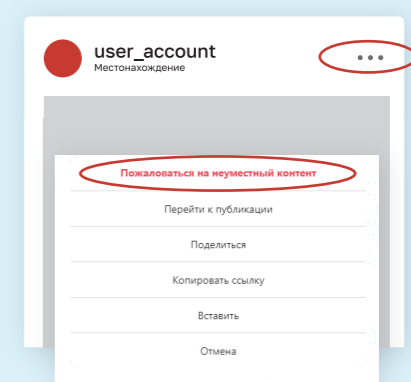 user_account
Местонахождение
Пожаловаться на неуместный контент
Перейти к публикации
Поделиться
Копировать ссылку
Вставить
Отмена